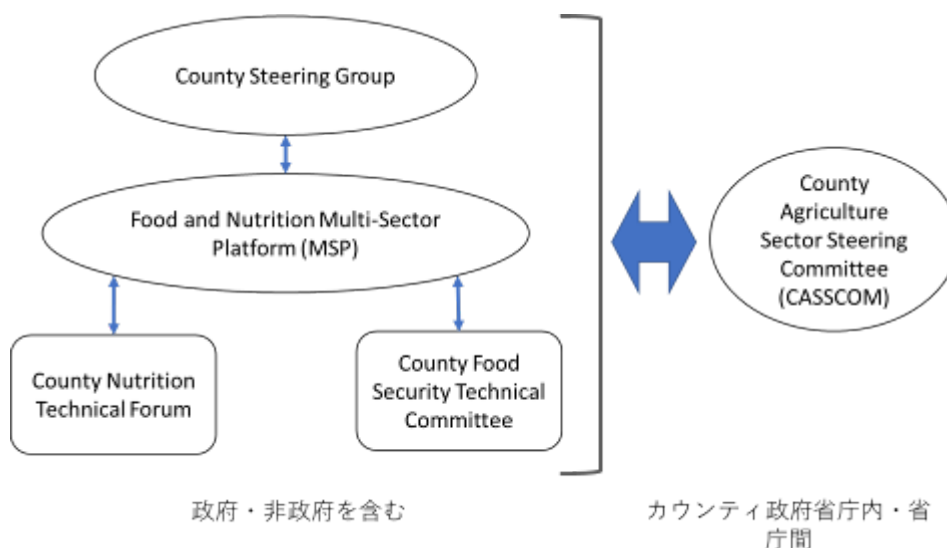 County Steering Group
Food and Nutrition Multi-Sector
Platform (MSP)
County Nutrition
Technical Forum
County Food
Security Technical
Committee
County
Agriculture
Sector Steering
Committee
(CASSCOM)
政府・非政府を含む
カウンティ政府省庁内・省
庁間